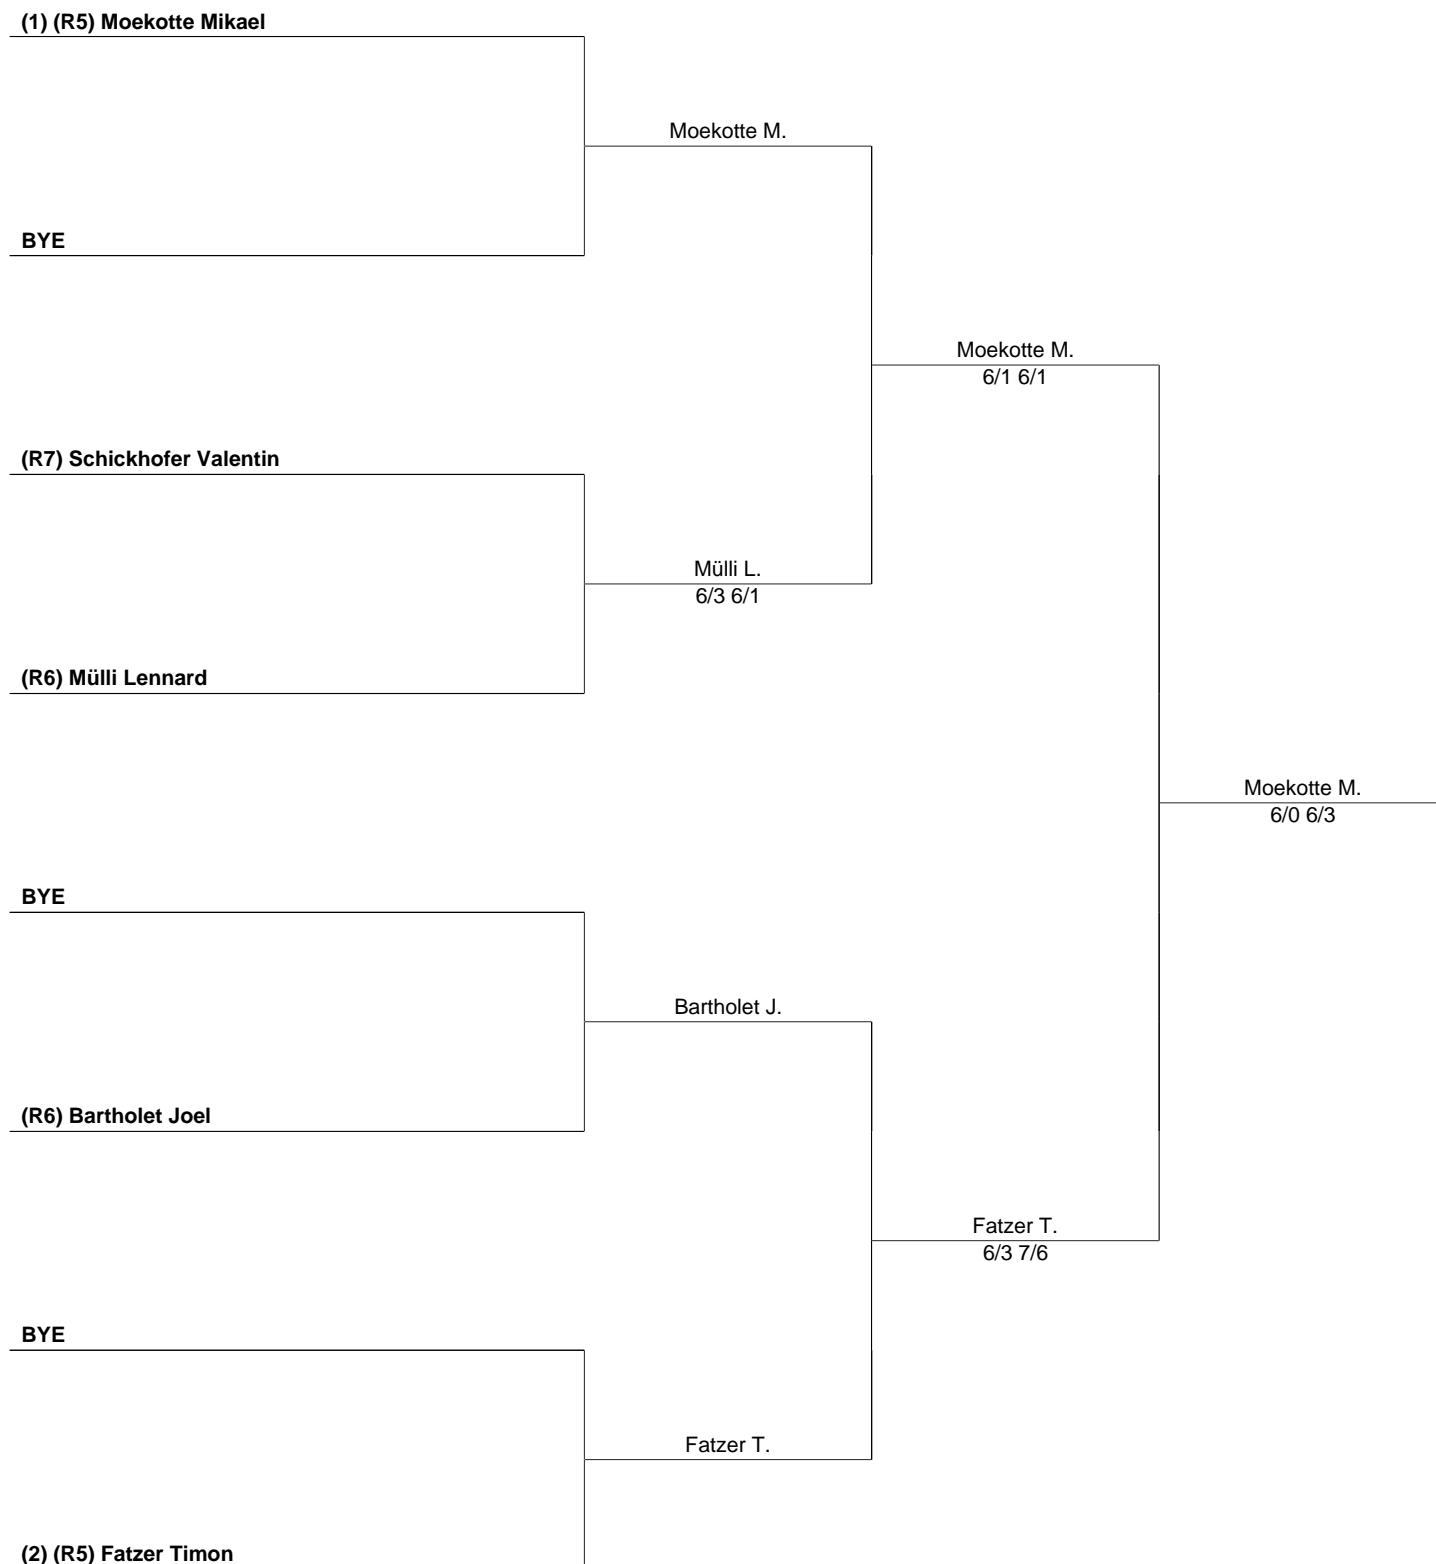 (1) (R5) Moekotte Mikael
Moekotte M.
BYE
Moekotte M.
6/1 6/1
(R7) Schickhofer Valentin
Mülli L.
6/3 6/1
(R6) Mülli Lennard
Moekotte M.
6/0 6/3
BYE
Bartholet J.
(R6) Bartholet Joel
Fatzer T.
6/3 7/6
BYE
Fatzer T.
(2) (R5) Fatzer Timon